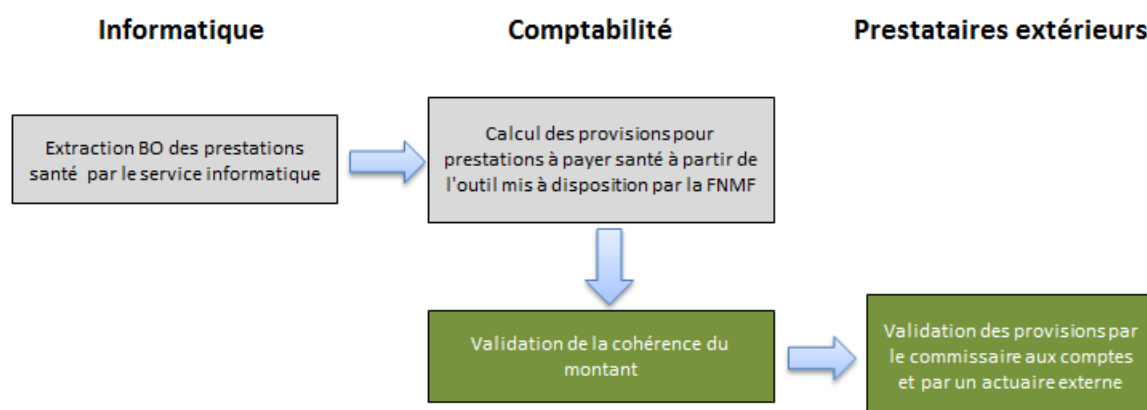 Informatique
Comptabilité
Prestataires extérieurs
Extraction BO des prestations
santé par le service informatique
Calcul des provisions pour
prestations à payer santé à partir de
l'outil mis à disposition par la FNMF
Validation de la cohérence du
montant
Validation des provisions par
le commissaire aux comptes
et par un actuaire externe